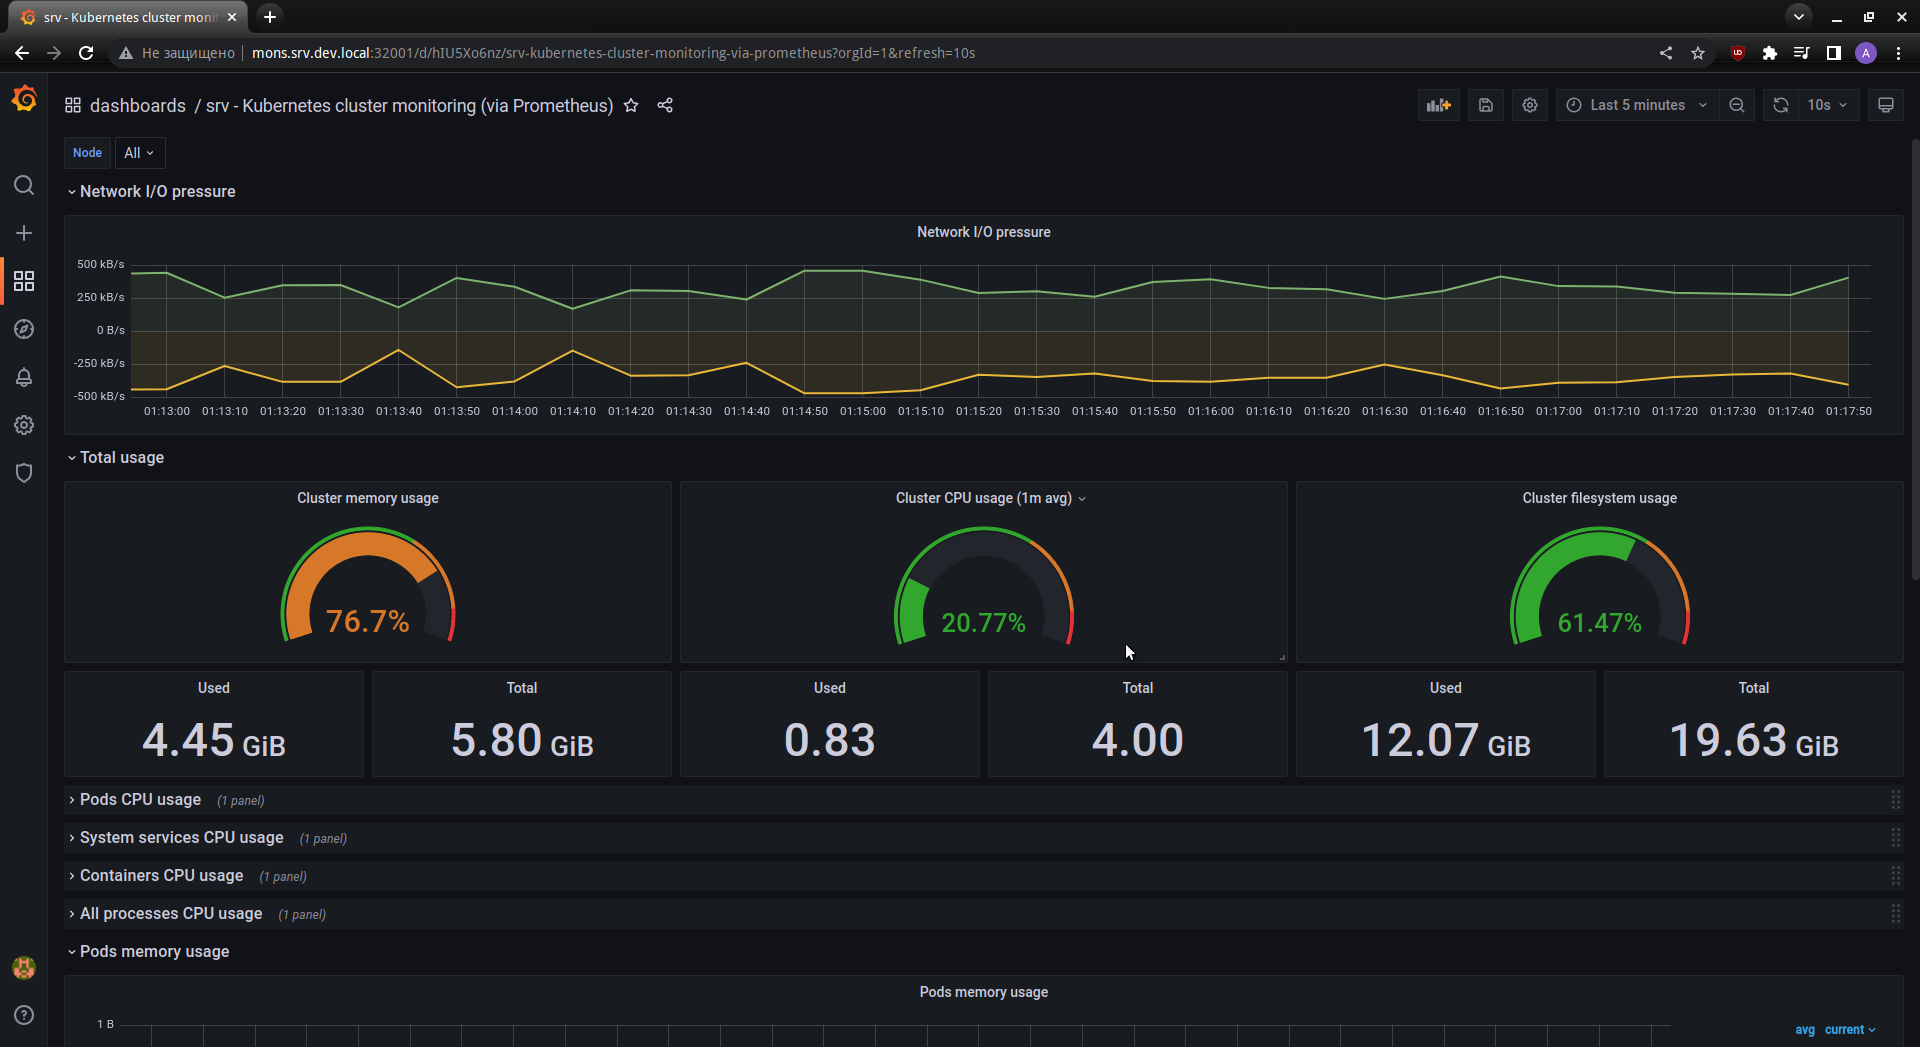 srv - Kubernetes cluster moni
Не защищено mons.srv.dev.local:32001/d/hIU5Xo6nz/srv-kubernetes-cluster-monitoring-via-prometheus?orgId=1&refresh=10s
A
dashboards / srv - Kubernetes cluster monitoring (via Prometheus)
Last 5 minutes
10s
Node All
Network I/O pressure
Network I/O pressure
500 kB/s
250 kB/s
0 B/s
-250 kB/s
-500 kB/s
01:13:00 01:13:10 01:13:20 01:13:30 01:13:40 01:13:50 01:14:00 01:14:10 01:14:20 01:14:30 01:14:40 01:14:50 01:15:00 01:15:10 01:15:20 01:15:30 01:15:40 01:15:50 01:16:00 01:16:10 01:16:20 01:16:30 01:16:40 01:16:50 01:17:00 01:17:10 01:17:20 01:17:30 01:17:40 01:17:50
Total usage
Cluster memory usage Cluster CPU usage (1m avg) Cluster filesystem usage
76.7% 20.77% 61.47%
Used Total Used Total Used Total
4.45 GiB 5.80 GiB 0.83 4.00 12.07 GiB 19.63 GiB
Pods CPU usage (1 panel)
System services CPU usage (1 panel)
Containers CPU usage (1 panel)
All processes CPU usage (1 panel)
Pods memory usage
Pods memory usage
1 B
avg current